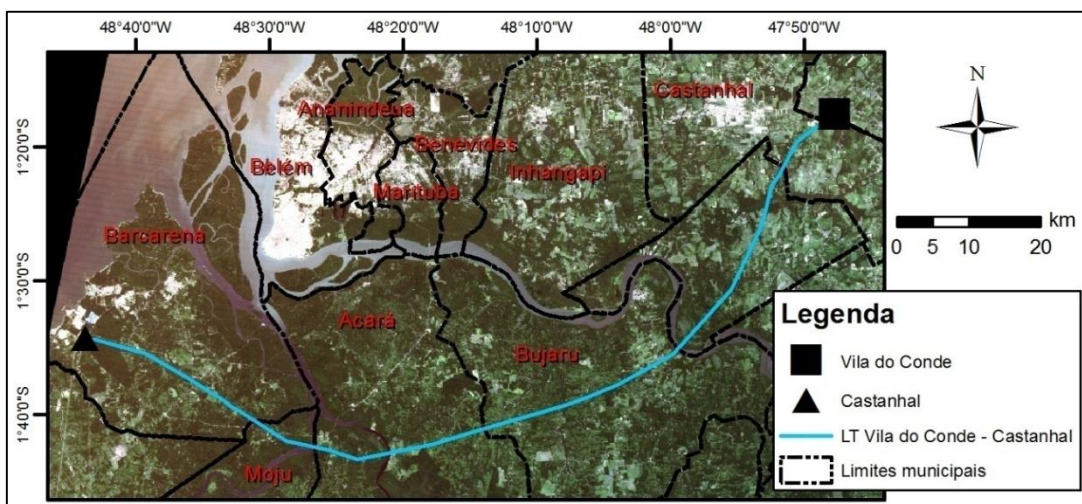 48°40'0"W 48°30'0"W 48°20'0"W 48°10'0"W 48°0'0"W 47°50'0"W
1°20'0"S
1°30'0"S
1°40'0"S
Ananindeua
Castanhal
Belém
Benevides
Marituba
Inhangapi
Barcarena
Acará
Bujaru
Moju
N
km
0 5 10 20
Legenda
Vila do Conde
Castanhal
LT Vila do Conde - Castanhal
Limites municipais